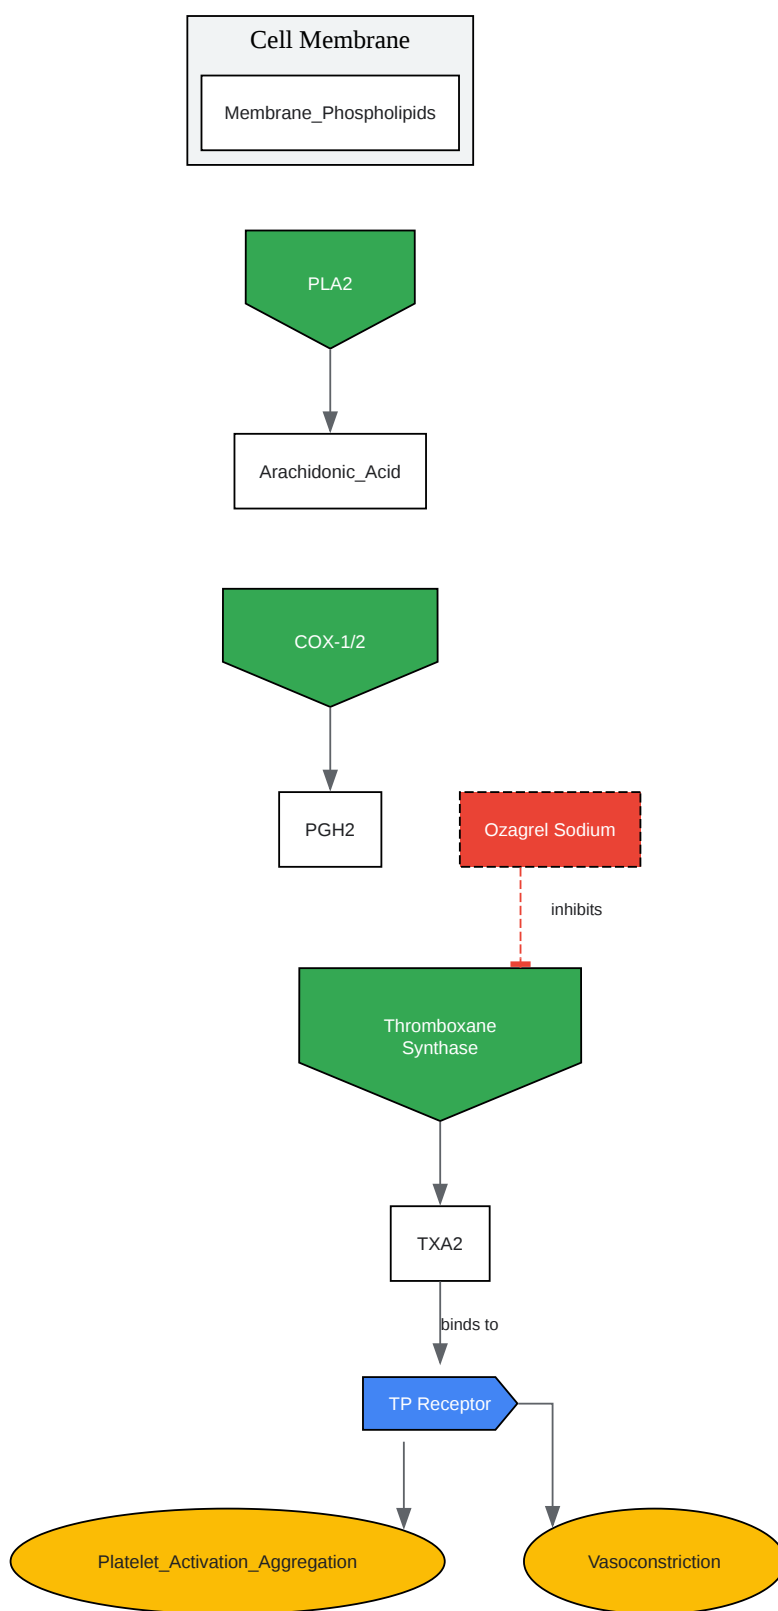 Cell Membrane
Membrane_Phospholipids
PLA2
Arachidonic_Acid
COX-1/2
PGH2
Ozagrel Sodium
inhibits
Thromboxane
Synthase
TXA2
binds to
TP Receptor
Platelet_Activation_Aggregation
Vasoconstriction